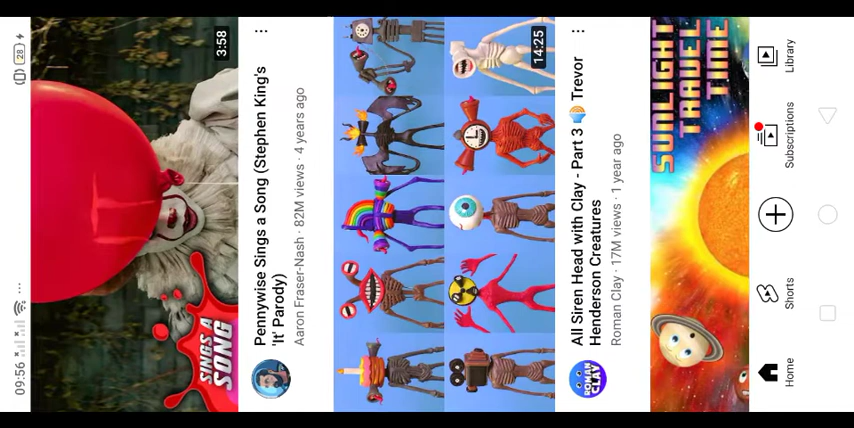 09:56
28
3:58
SINGS A
SONG
Pennywise Sings a Song (Stephen King's
'It' Parody)
Aaron Fraser-Nash · 82M views · 4 years ago
14:25
ROMAN
CLAY
All Siren Head with Clay - Part 3 🔊 Trevor
Henderson Creatures
Roman Clay · 17M views · 1 year ago
SUNLIGHT
TRADEL
TIME
Home
Shorts
Subscriptions
Library